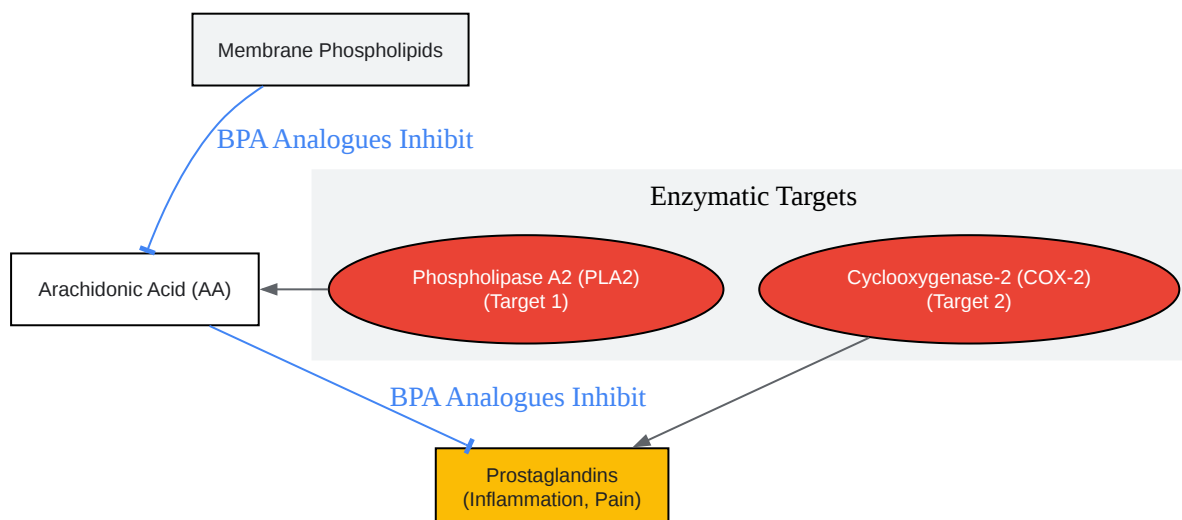 Membrane Phospholipids
BPA Analogues Inhibit
Enzymatic Targets
Phospholipase A2 (PLA2)
(Target 1)
Cyclooxygenase-2 (COX-2)
(Target 2)
Arachidonic Acid (AA)
BPA Analogues Inhibit
Prostaglandins
(Inflammation, Pain)